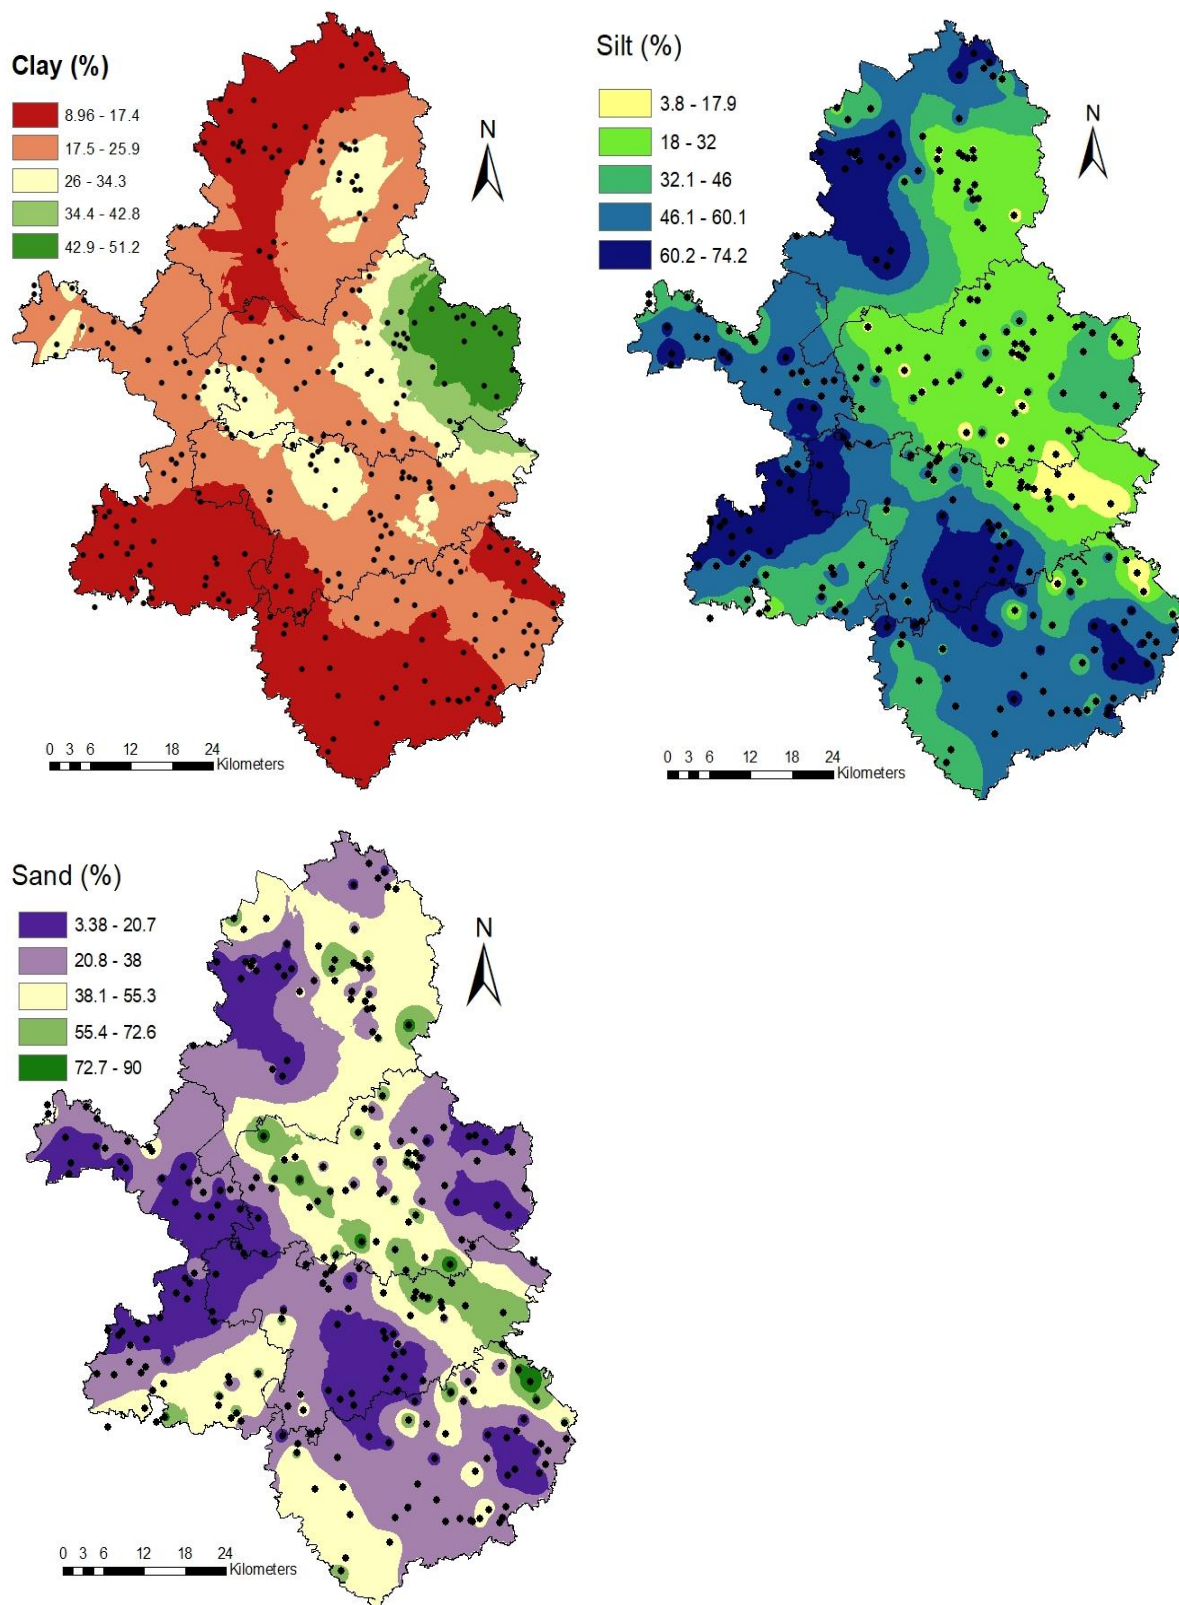 Clay (%)
8.96 - 17.4
17.5 - 25.9
26 - 34.3
34.4 - 42.8
42.9 - 51.2
N
0 3 6 12 18 24
Kilometers
Silt (%)
3.8 - 17.9
18 - 32
32.1 - 46
46.1 - 60.1
60.2 - 74.2
N
0 3 6 12 18 24
Kilometers
Sand (%)
3.38 - 20.7
20.8 - 38
38.1 - 55.3
55.4 - 72.6
72.7 - 90
N
0 3 6 12 18 24
Kilometers